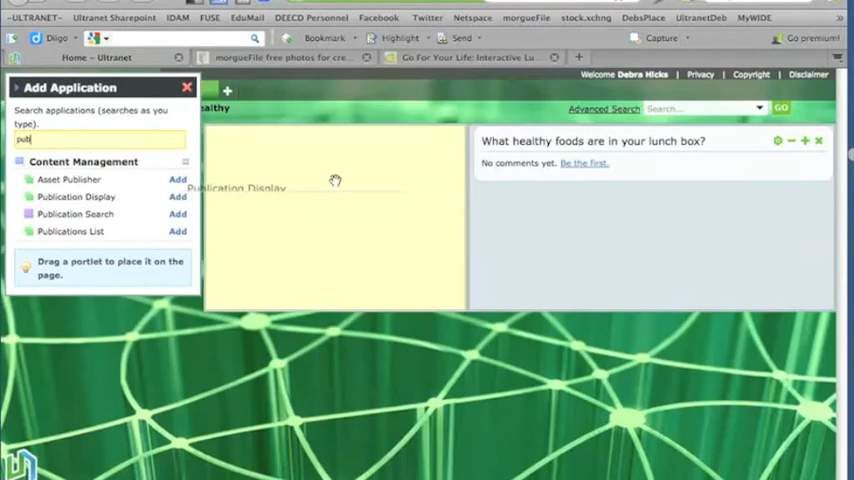 -ULTRANET- Ultranet Sharepoint IDAM FUSE EduMail DEECD Personnel Facebook Twitter Netspace morgueFile stock.xchng DebsPlace UltranetDeb MyWIDE »
Diigo Bookmark Highlight Send Capture Go premium!
Home – Ultranet morgueFile free photos for cre... Go For Your Life: Interactive Lu...
Welcome Debra Hicks | Privacy | Copyright | Disclaimer
Add Application
ealthy
Advanced Search Search... GO
Search applications (searches as you
type).
pub
What healthy foods are in your lunch box?
No comments yet. Be the first.
Content Management
Asset Publisher Add
Publication Display
Publication Display Add
Publication Search Add
Publications List Add
Drag a portlet to place it on the
page.